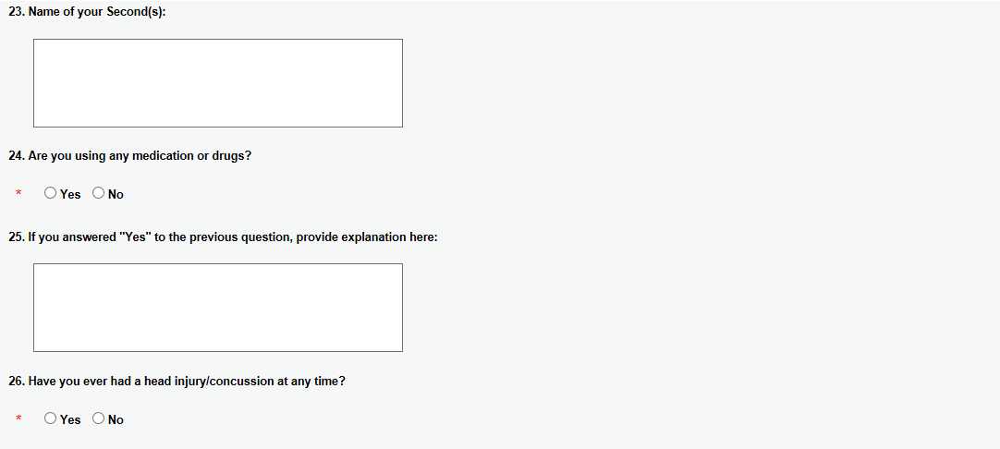 23. Name of your Second(s):
24. Are you using any medication or drugs?
* Yes No
25. If you answered "Yes" to the previous question, provide explanation here:
26. Have you ever had a head injury/concussion at any time?
* Yes No